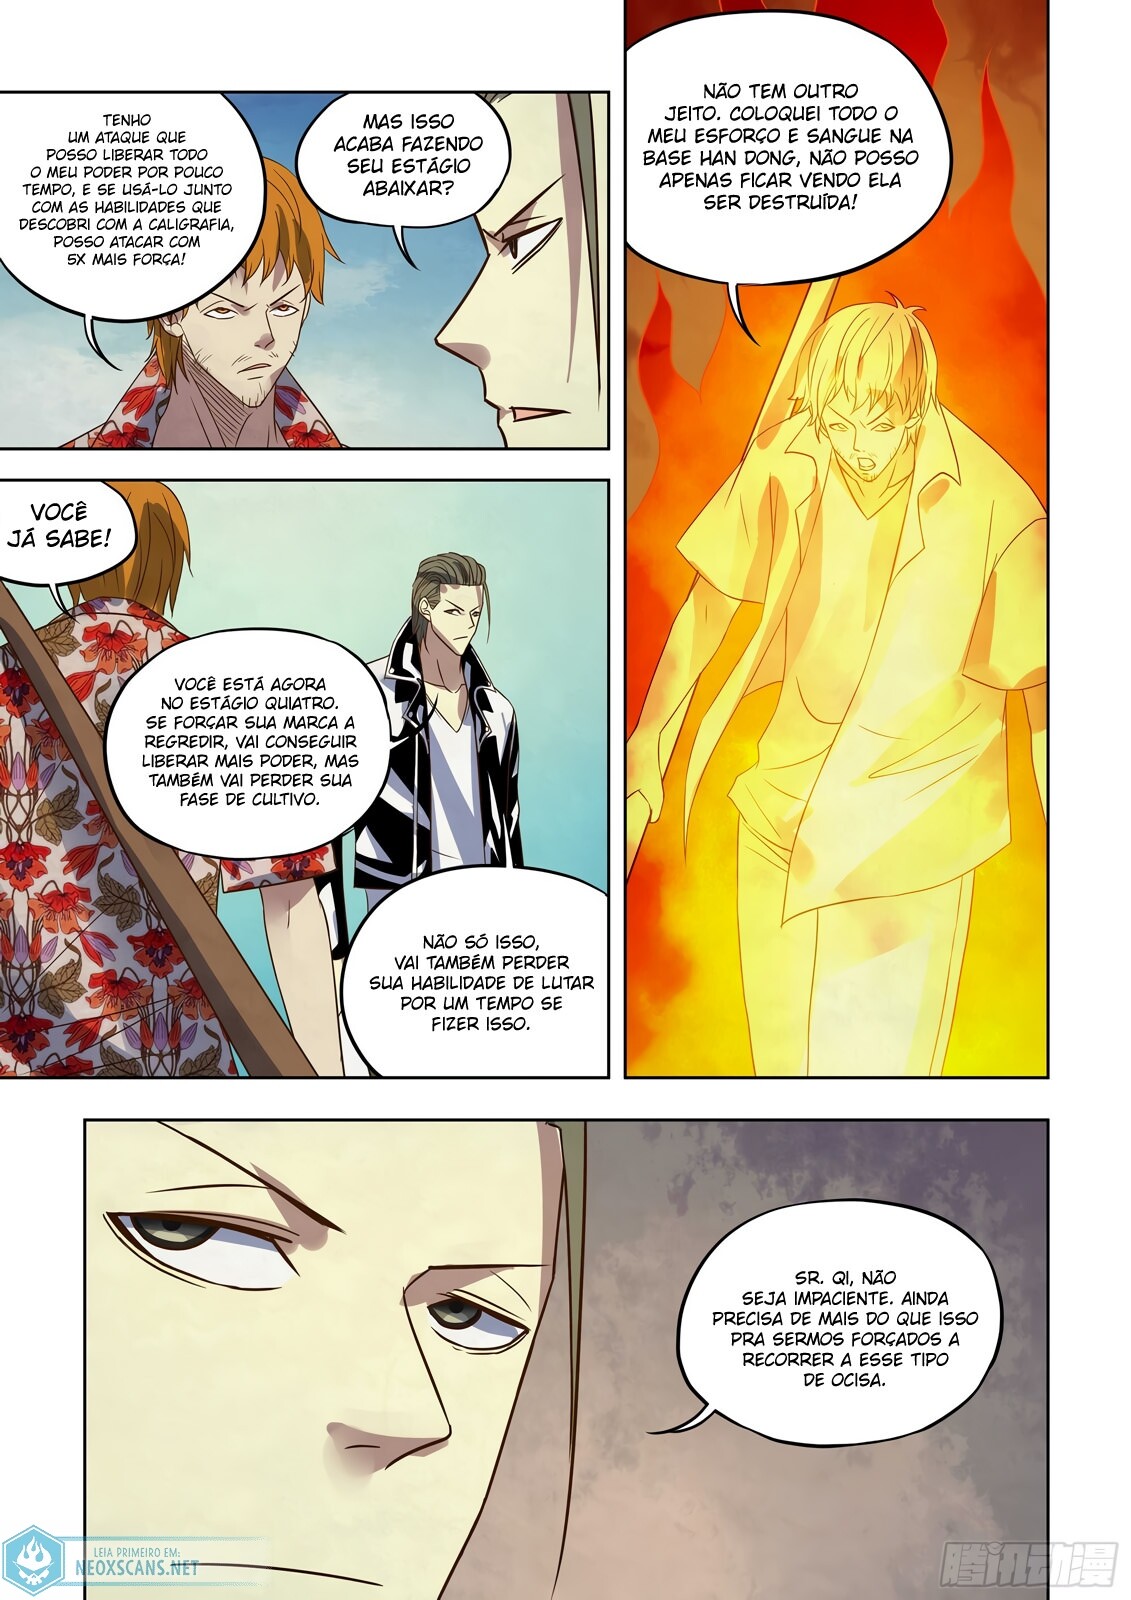 TENHO
UM ATAQUE QUE
POSSO LIBERAR TODO
O MEU PODER POR POUCO
TEMPO, E SE USÁ-LO JUNTO
COM AS HABILIDADES QUE
DESCOBRI COM A CALIGRAFIA,
POSSO ATACAR COM
5X MAIS FORÇA!
MAS ISSO
ACABA FAZENDO
SEU ESTÁGIO
ABAIXAR?
NÃO TEM OUTRO
JEITO. COLOQUEI TODO O
MEU ESFORÇO E SANGUE NA
BASE HAN DONG, NÃO POSSO
APENAS FICAR VENDO ELA
SER DESTRUÍDA!
VOCÊ
JÁ SABE!
VOCÊ ESTÁ AGORA
NO ESTÁGIO QUIATRO.
SE FORÇAR SUA MARCA A
REGREDIR, VAI CONSEGUIR
LIBERAR MAIS PODER, MAS
TAMBÉM VAI PERDER SUA
FASE DE CULTIVO.
NÃO SÓ ISSO,
VAI TAMBÉM PERDER
SUA HABILIDADE DE LUTAR
POR UM TEMPO SE
FIZER ISSO.
SR. QI, NÃO
SEJA IMPACIENTE. AINDA
PRECISA DE MAIS DO QUE ISSO
PRA SERMOS FORÇADOS A
RECORRER A ESSE TIPO
DE OCISA.
LEIA PRIMEIRO EM:
NEOXSCANS.NET
腾讯动漫